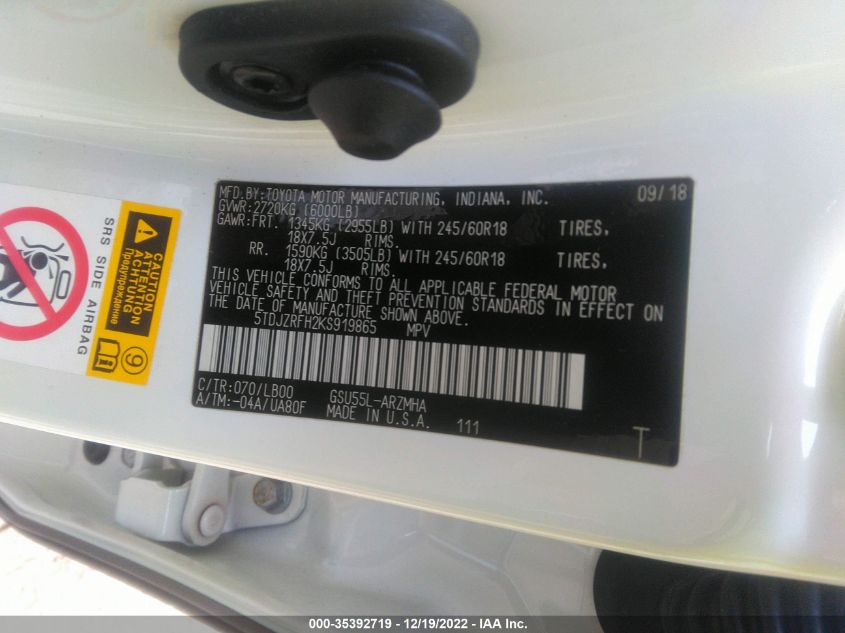 MFD.BY:TOYOTA MOTOR MANUFACTURING, INDIANA, INC. 09/18
GVWR:2720KG (6000LB)
GAWR:FRT. 1345KG (2955LB) WITH 245/60R18 TIRES,
18X7.5J RIMS.
RR. 1590KG (3505LB) WITH 245/60R18 TIRES,
18X7.5J RIMS.
THIS VEHICLE CONFORMS TO ALL APPLICABLE FEDERAL MOTOR
VEHICLE SAFETY AND THEFT PREVENTION STANDARDS IN EFFECT ON
THE DATE OF MANUFACTURE SHOWN ABOVE.
5TDJZRFH2KS919865 MPV
C/TR:070/LB00 GSU55L-ARZMHA
A/TM:-04A/UA80F MADE IN U.S.A. 111
T
SRS SIDE AIRBAG
CAUTION
ATTENTION
ACHTUNG
Предупреждение
9
000-35392719 - 12/19/2022 - IAA Inc.